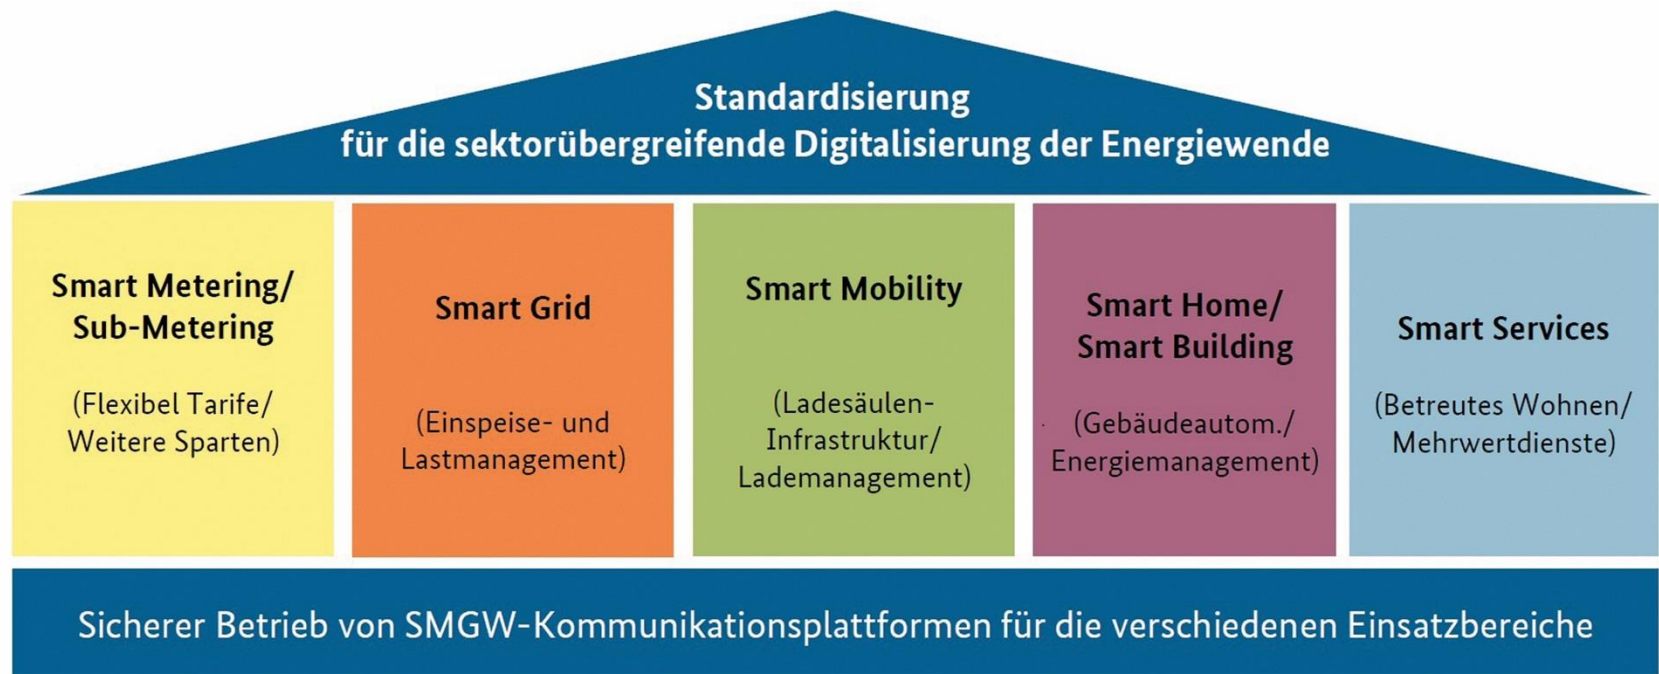 Standardisierung
für die sektorübergreifende Digitalisierung der Energiewende
Smart Metering/
Sub-Metering
(Flexibel Tarife/
Weitere Sparten)
Smart Grid
(Einspeise- und
Lastmanagement)
Smart Mobility
(Ladesäulen-
Infrastruktur/
Lademanagement)
Smart Home/
Smart Building
(Gebäudeautom./
Energiemanagement)
Smart Services
(Betreutes Wohnen/
Mehrwertdienste)
Sicherer Betrieb von SMGW-Kommunikationsplattformen für die verschiedenen Einsatzbereiche